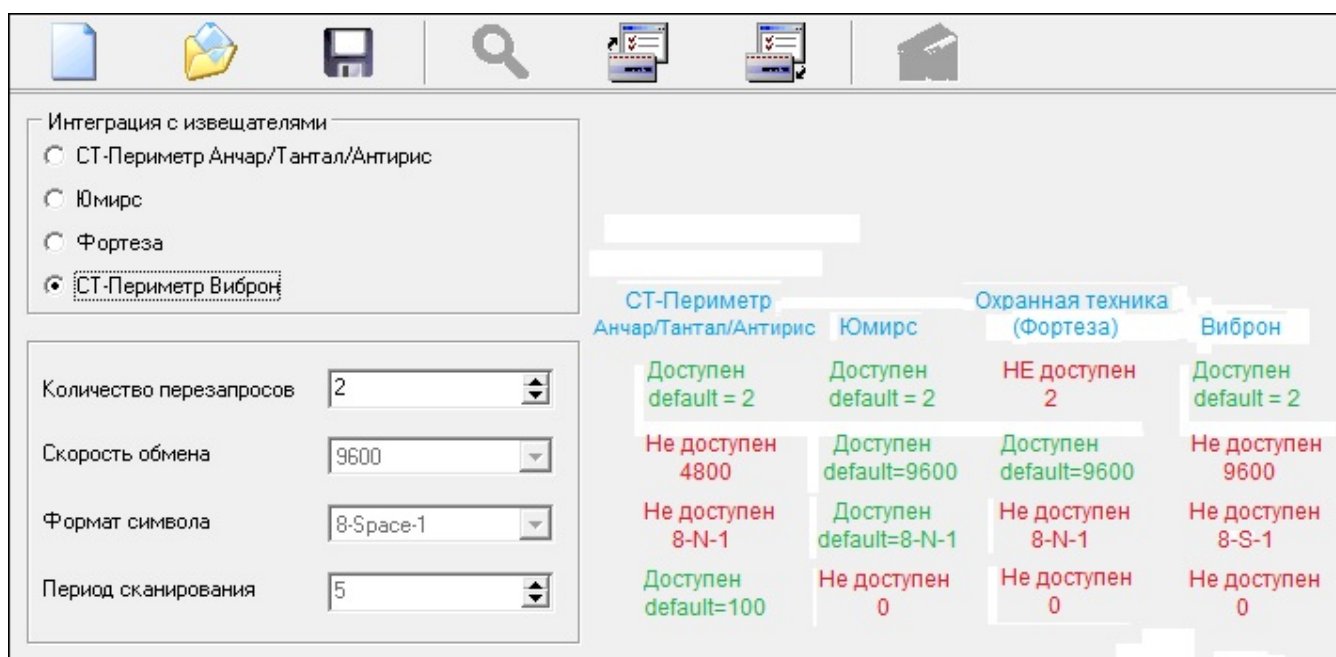 Интеграция с извещателями
СТ-Периметр Анчар/Тантал/Антирис
Юмирс
Фортеза
СТ-Периметр Виброн
Количество перезапросов 2
Скорость обмена 9600
Формат символа 8-Space-1
Период сканирования 5
СТ-Периметр Охранная техника
Анчар/Тантал/Антирис Юмирс (Фортеза) Виброн
Доступен Доступен НЕ доступен Доступен
default = 2 default = 2 2 default = 2
Не доступен Доступен Доступен Не доступен
4800 default=9600 default=9600 9600
Не доступен Доступен Не доступен Не доступен
8-N-1 default=8-N-1 8-N-1 8-S-1
Доступен Не доступен Не доступен Не доступен
default=100 0 0 0